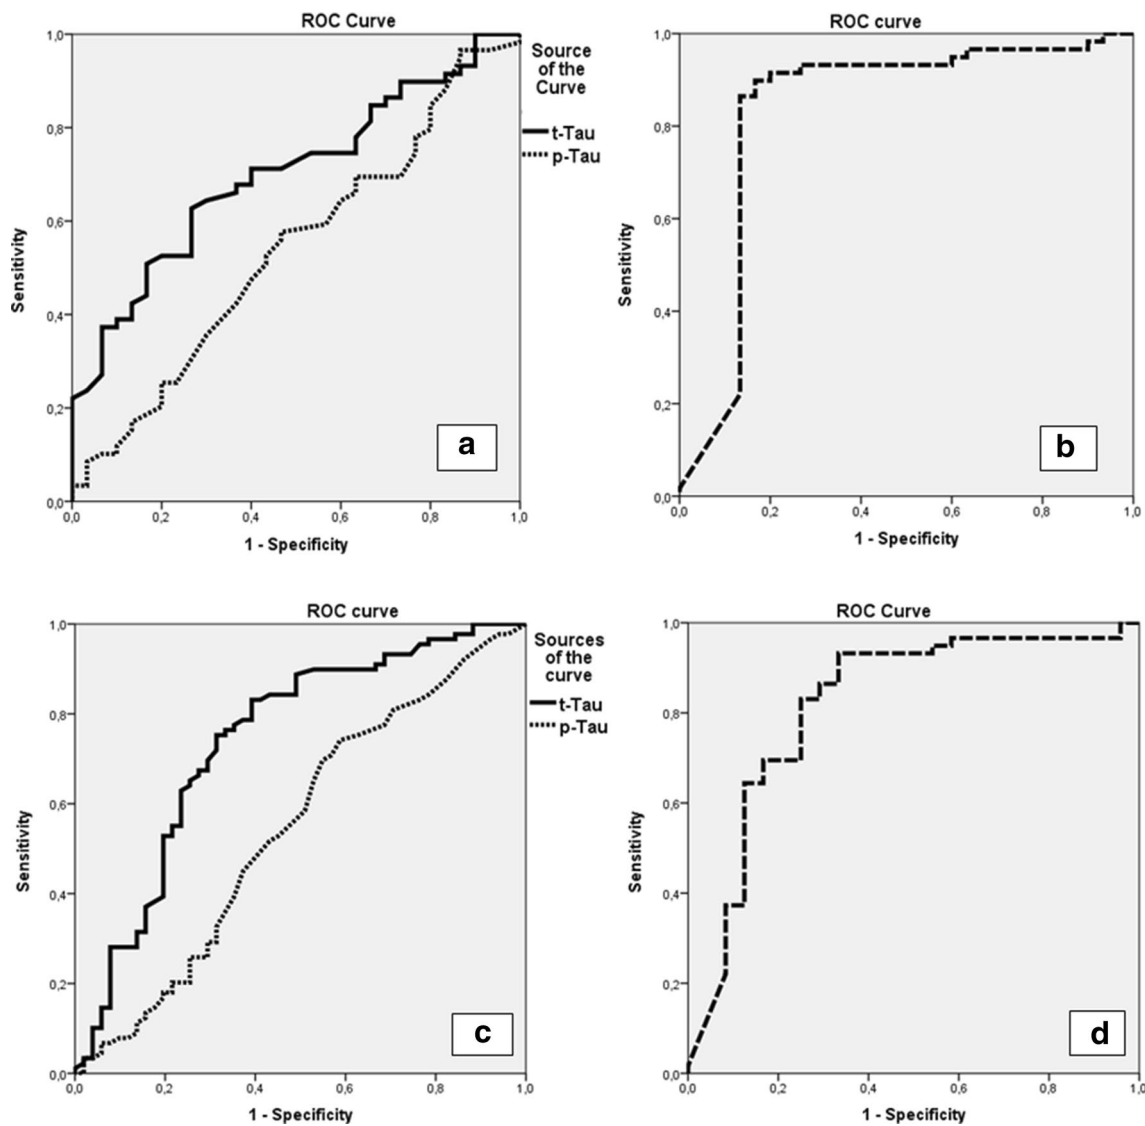 ROC Curve
1,0
0,8
0,6
0,4
0,2
0,0
Sensitivity
0,0 0,2 0,4 0,6 0,8 1,0
1 - Specificity
Source
of the
Curve
t-Tau
p-Tau
a
ROC curve
1,0
0,8
0,6
0,4
0,2
0,0
Sensitivity
0,0 0,2 0,4 0,6 0,8 1,0
1 - Specificity
b
ROC curve
1,0
0,8
0,6
0,4
0,2
0,0
Sensitivity
0,0 0,2 0,4 0,6 0,8 1,0
1 - Specificity
Sources
of the
curve
t-Tau
p-Tau
c
ROC Curve
1,0
0,8
0,6
0,4
0,2
0,0
Sensitivity
0,0 0,2 0,4 0,6 0,8 1,0
1 - Specificity
d